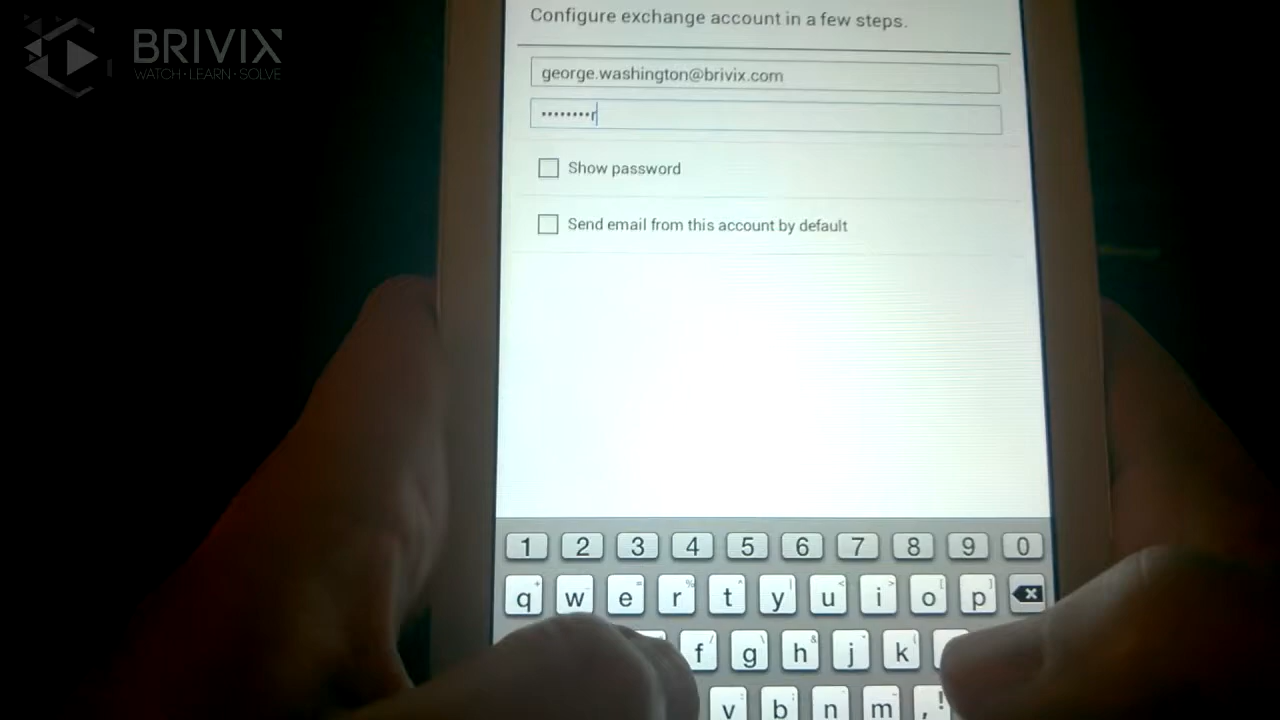 BRIVIX
WATCH • LEARN • SOLVE
Configure exchange account in a few steps.
george.washington@brivix.com
••••••••r
Show password
Send email from this account by default
1 2 3 4 5 6 7 8 9 0
q w e r t y u i o p
f g h j k
v b n m , !